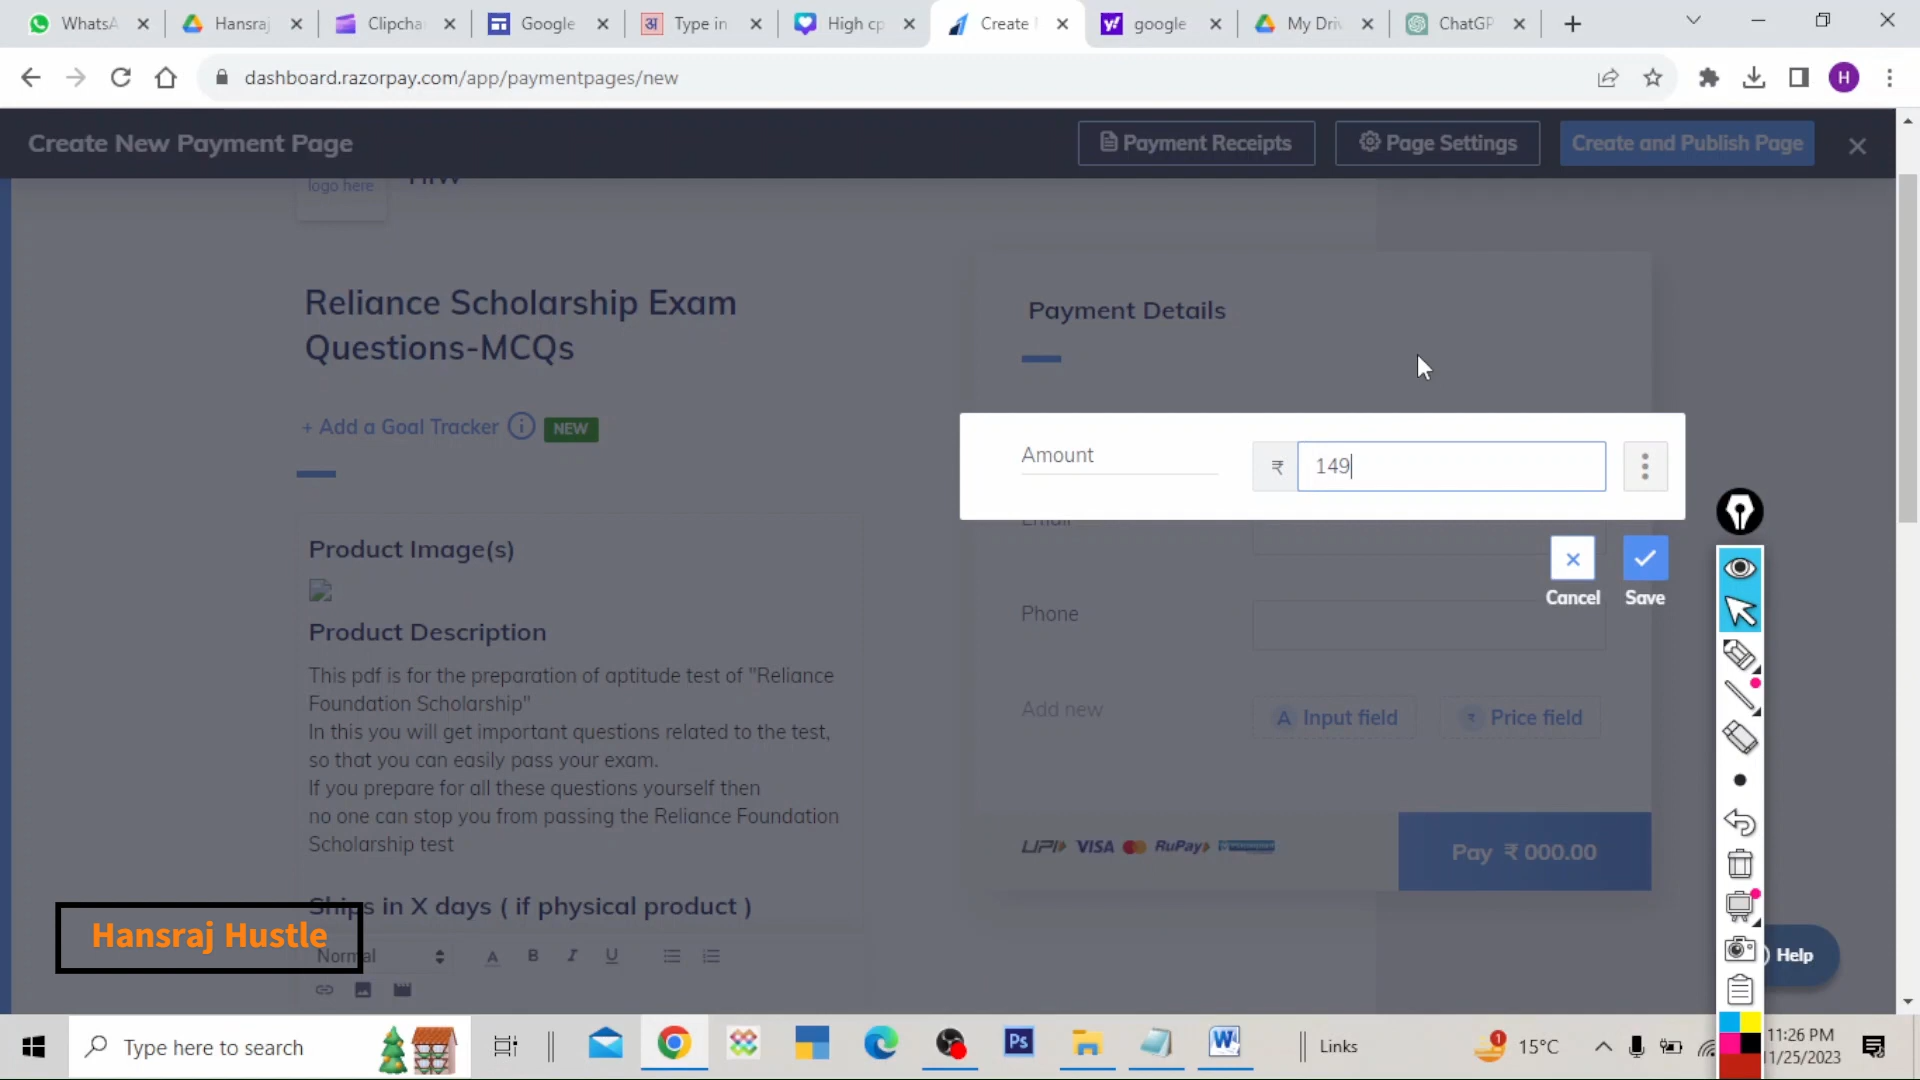 WhatsA
Hansraj
Clipcha
Google
अ Type in
High cp
Create
google
My Driv
ChatGP
dashboard.razorpay.com/app/paymentpages/new
H
Create New Payment Page
Payment Receipts
Page Settings
Create and Publish Page
logo here
Reliance Scholarship Exam
Questions-MCQs
+ Add a Goal Tracker
NEW
Product Image(s)
Product Description
This pdf is for the preparation of aptitude test of "Reliance
Foundation Scholarship"
In this you will get important questions related to the test,
so that you can easily pass your exam.
If you prepare for all these questions yourself then
no one can stop you from passing the Reliance Foundation
Scholarship test
Ships in X days ( if physical product )
Hansraj Hustle
Normal
A B I U
Payment Details
Amount
₹ 149
Email
Cancel
Save
Phone
Add new
A Input field
₹ Price field
UPI VISA RuPay
Pay ₹ 000.00
Help
Type here to search
Ps
W
Links
1
15°C
11:26 PM
11/25/2023